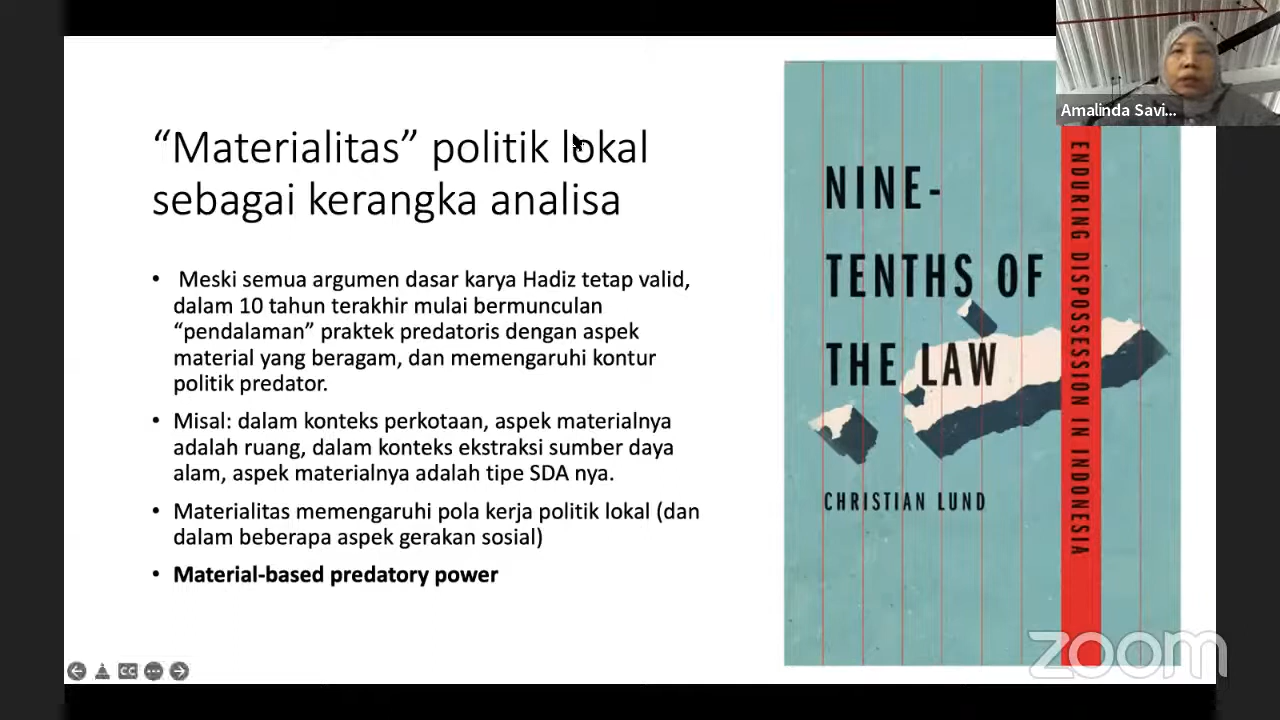 Amalinda Savi...
“Materialitas” politik lokal
sebagai kerangka analisa
• Meski semua argumen dasar karya Hadiz tetap valid,
dalam 10 tahun terakhir mulai bermunculan
“pendalaman” praktek predatoris dengan aspek
material yang beragam, dan memengaruhi kontur
politik predator.
• Misal: dalam konteks perkotaan, aspek materialnya
adalah ruang, dalam konteks ekstraksi sumber daya
alam, aspek materialnya adalah tipe SDA nya.
• Materialitas memengaruhi pola kerja politik lokal (dan
dalam beberapa aspek gerakan sosial)
• Material-based predatory power
NINE-
TENTHS OF
THE LAW
CHRISTIAN LUND
ENDURING DISPOSSESSION IN INDONESIA
CC
zoom